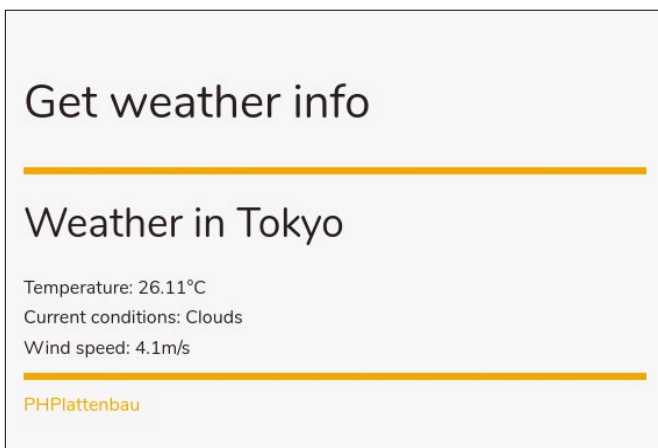 Get weather info
Weather in Tokyo
Temperature: 26.11°C
Current conditions: Clouds
Wind speed: 4.1m/s
PHPlattenbau